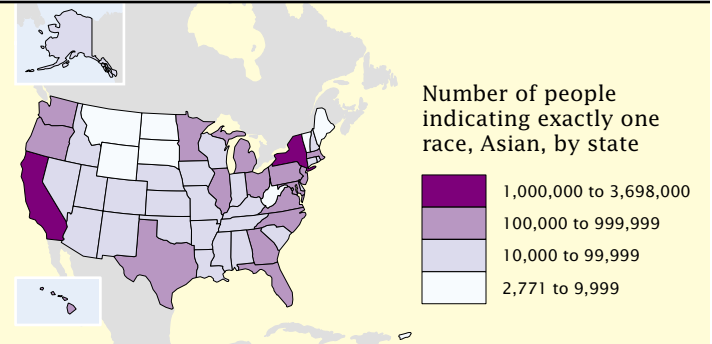 Number of people
indicating exactly one
race, Asian, by state
1,000,000 to 3,698,000
100,000 to 999,999
10,000 to 99,999
2,771 to 9,999